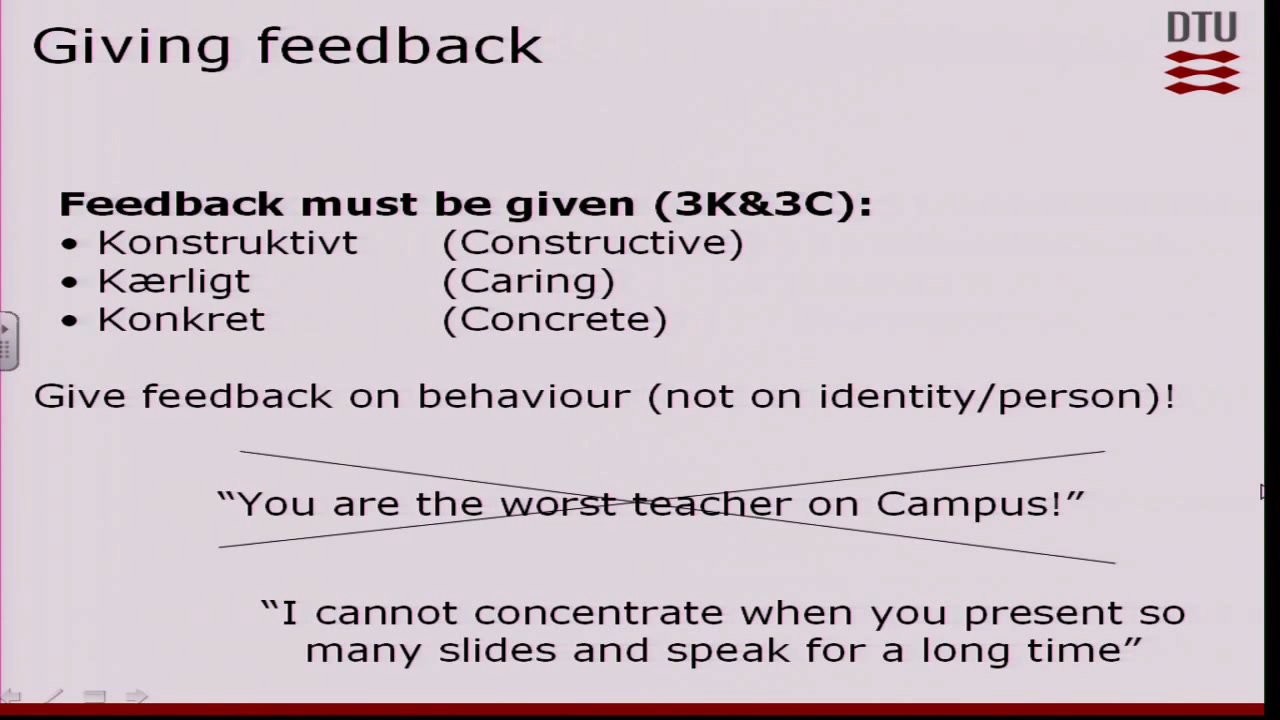 Giving feedback
DTU
Feedback must be given (3K&3C):
• Konstruktivt (Constructive)
• Kærligt (Caring)
• Konkret (Concrete)
Give feedback on behaviour (not on identity/person)!
“You are the worst teacher on Campus!”
“I cannot concentrate when you present so
many slides and speak for a long time”